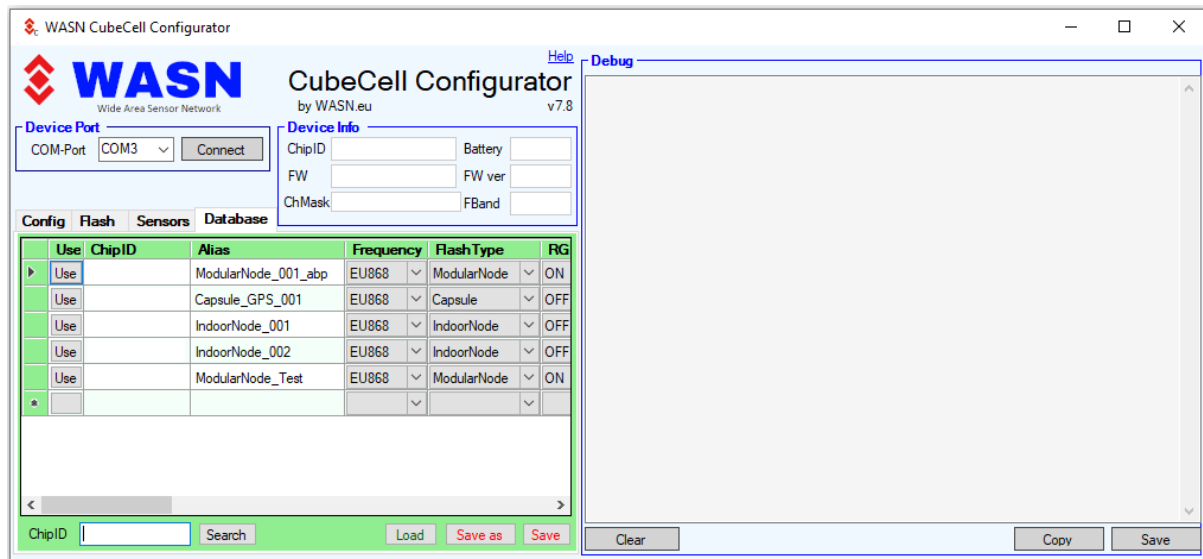 WASN CubeCell Configurator
Help
WASN
Wide Area Sensor Network
CubeCell Configurator
by WASN.eu v7.8
Device Port
COM-Port COM3 Connect
Device Info
ChipID Battery
FW FW ver
ChMask FBand
Config Flash Sensors Database
Use ChipID Alias Frequency FlashType RG
Use ModularNode_001_abp EU868 ModularNode ON
Use Capsule_GPS_001 EU868 Capsule OFF
Use IndoorNode_001 EU868 IndoorNode OFF
Use IndoorNode_002 EU868 IndoorNode OFF
Use ModularNode_Test EU868 ModularNode ON
ChipID Search Load Save as Save
Debug
Clear Copy Save